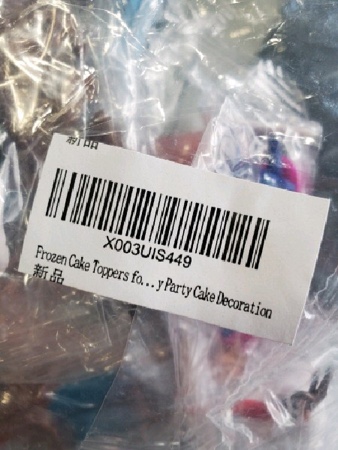 新品
X003UIS449
Frozen Cake Toppers fo...y Party Cake Decoration
新品